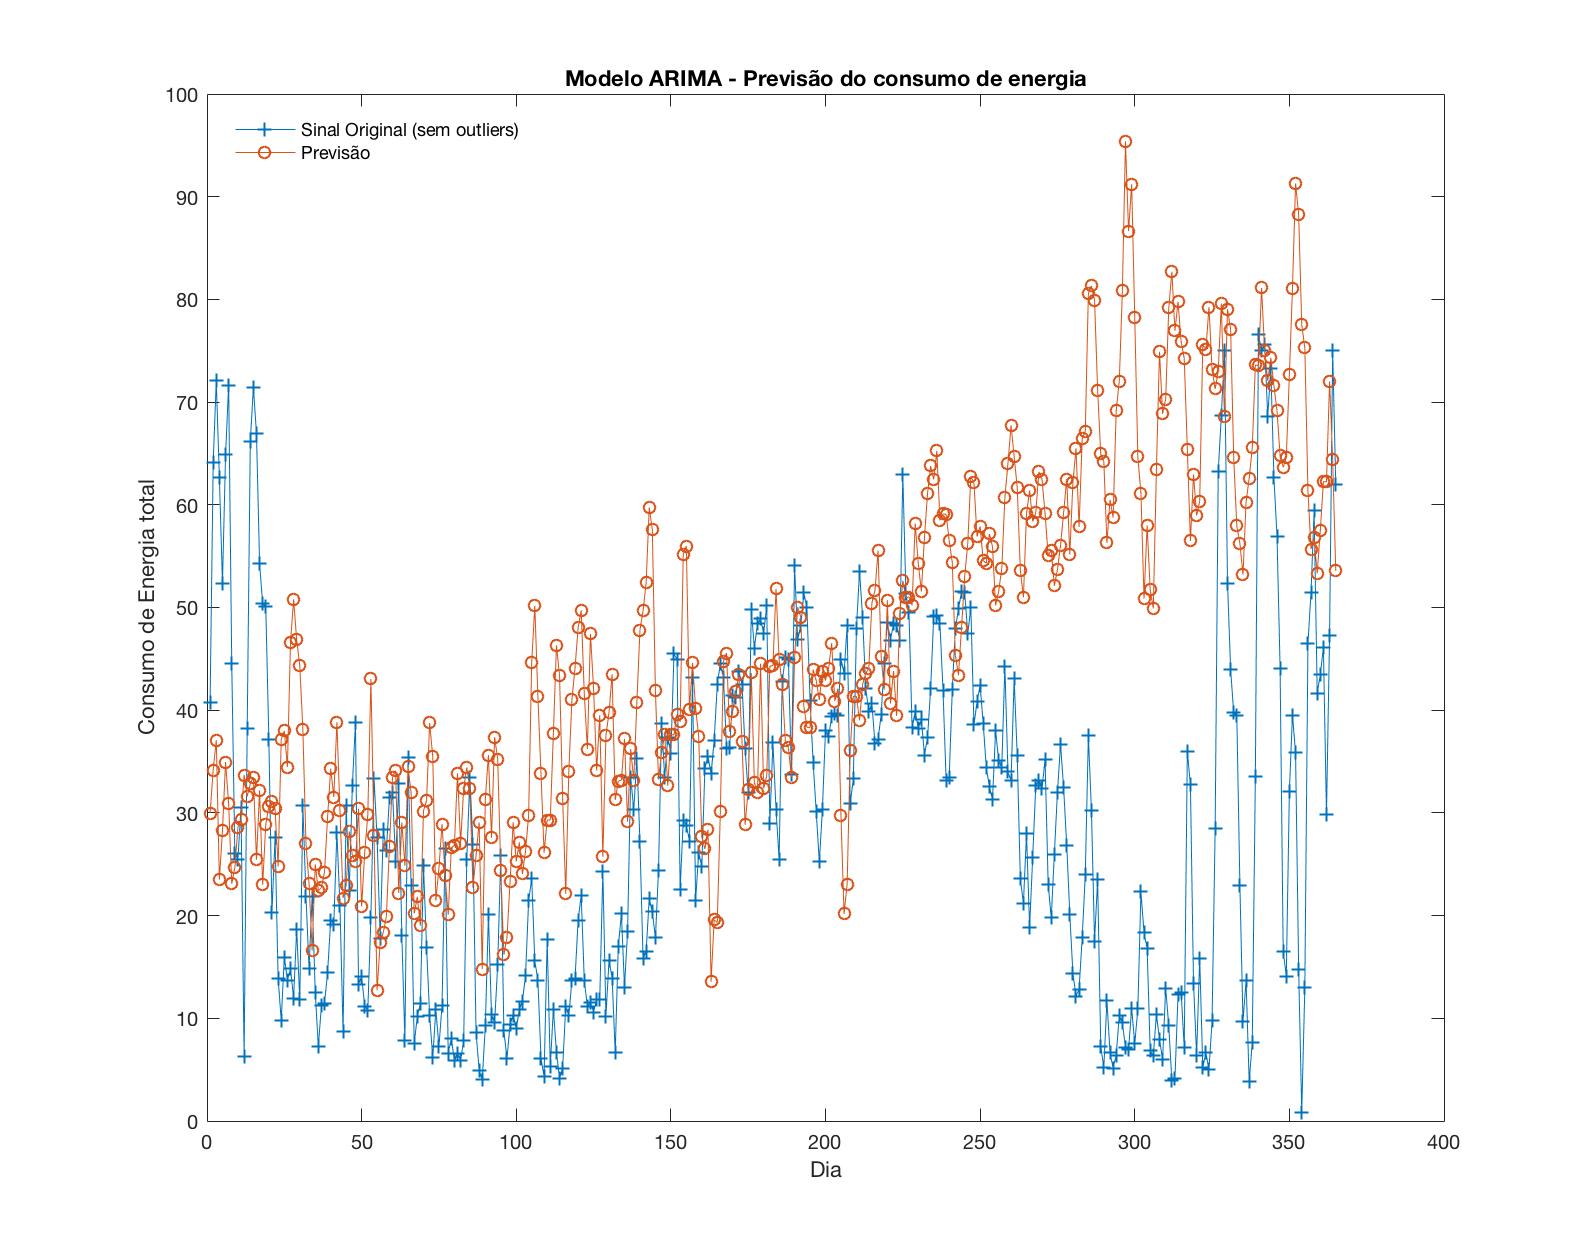 Modelo ARIMA - Previsão do consumo de energia
100
90
80
70
60
50
40
30
20
10
0
Sinal Original (sem outliers)
Previsão
Consumo de Energia total
0 50 100 150 200 250 300 350 400
Dia